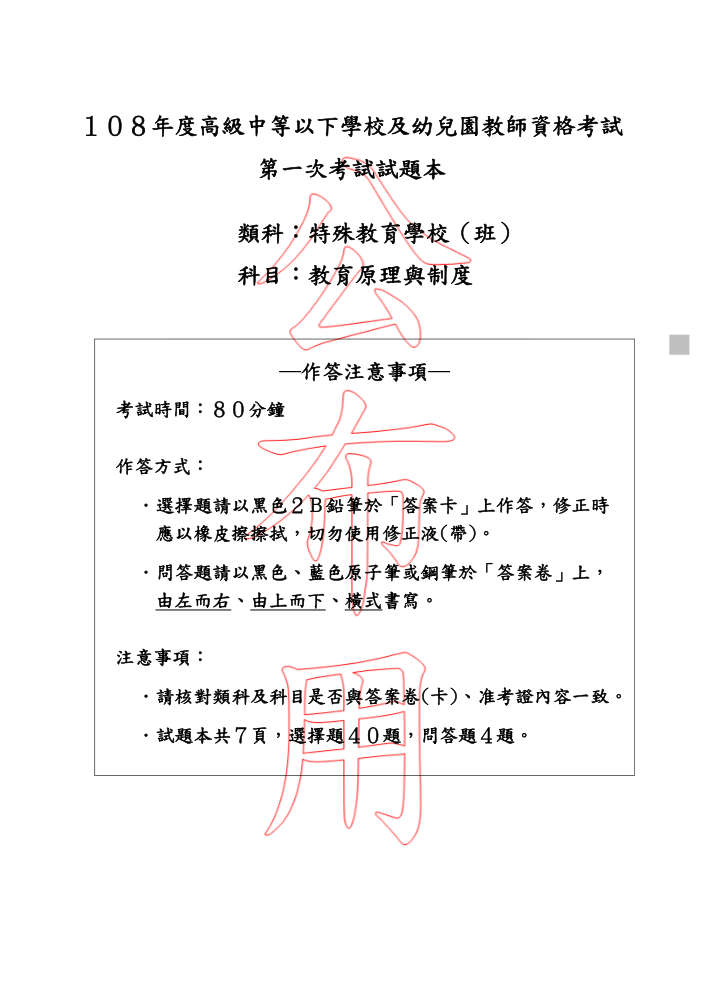 １０８年度高級中等以下學校及幼兒園教師資格考試
第一次考試試題本
類科：特殊教育學校（班）
科目：教育原理與制度
—作答注意事項—
考試時間：８０分鐘
作答方式：
．選擇題請以黑色２Ｂ鉛筆於「答案卡」上作答，修正時
應以橡皮擦擦拭，切勿使用修正液(帶)。
．問答題請以黑色、藍色原子筆或鋼筆於「答案卷」上，
由左而右、由上而下、橫式書寫。
注意事項：
．請核對類科及科目是否與答案卷(卡)、准考證內容一致。
．試題本共７頁，選擇題４０題，問答題４題。
公布用